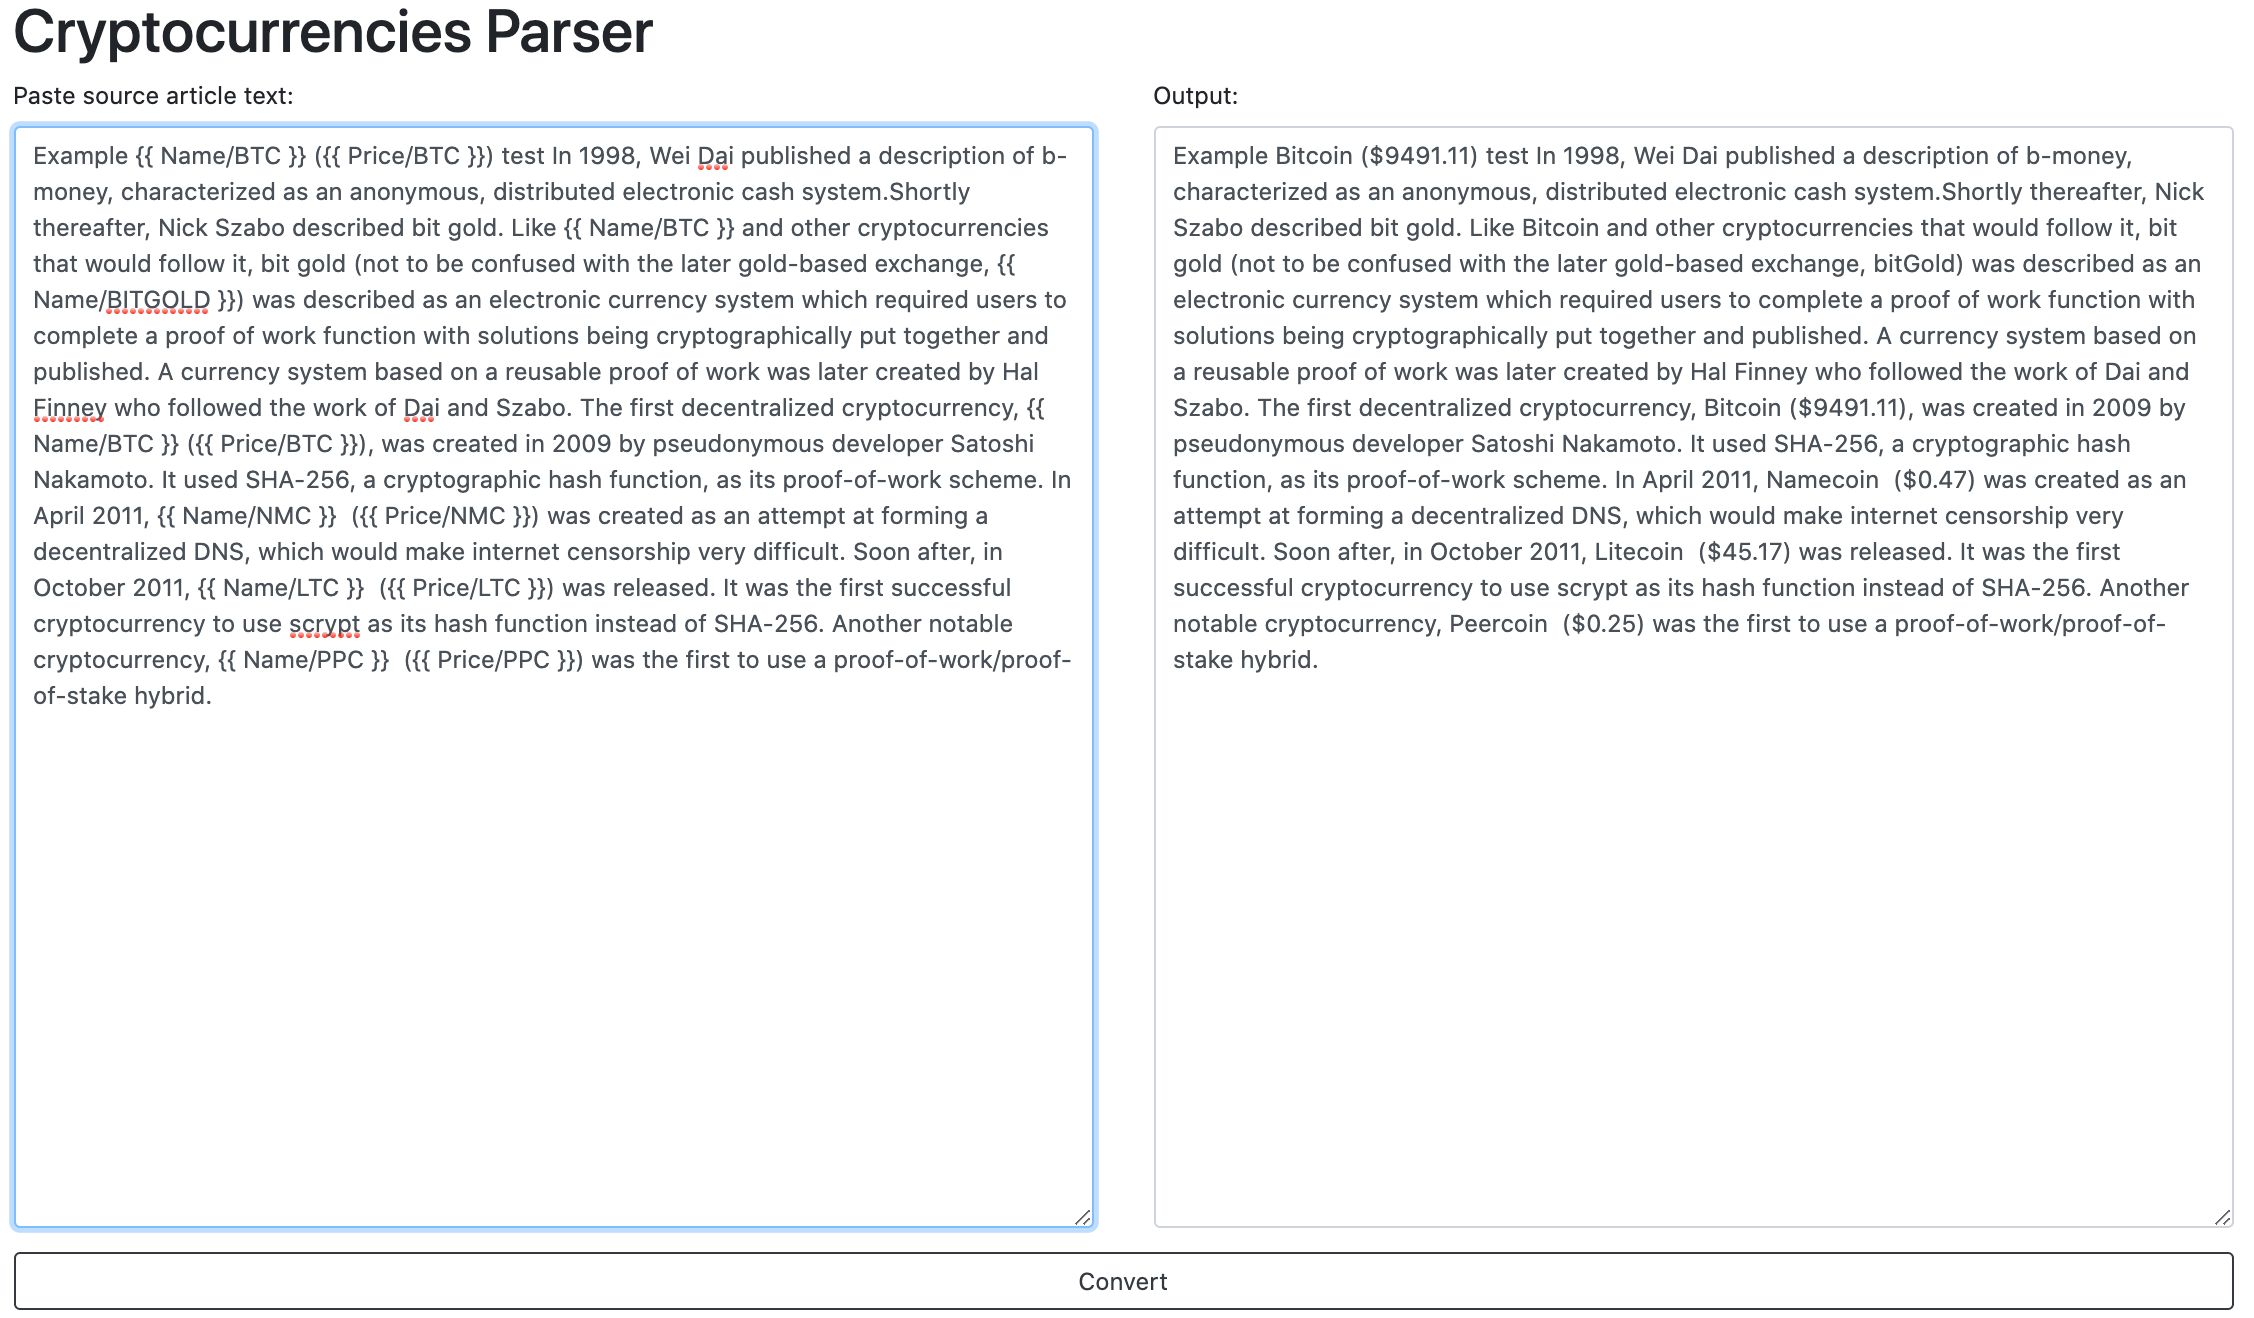 Cryptocurrencies Parser
Paste source article text:
Example {{ Name/BTC }} ({{ Price/BTC }}) test In 1998, Wei Dai published a description of b-
money, characterized as an anonymous, distributed electronic cash system.Shortly
thereafter, Nick Szabo described bit gold. Like {{ Name/BTC }} and other cryptocurrencies
that would follow it, bit gold (not to be confused with the later gold-based exchange, {{
Name/BITGOLD }}) was described as an electronic currency system which required users to
complete a proof of work function with solutions being cryptographically put together and
published. A currency system based on a reusable proof of work was later created by Hal
Finney who followed the work of Dai and Szabo. The first decentralized cryptocurrency, {{
Name/BTC }} ({{ Price/BTC }}), was created in 2009 by pseudonymous developer Satoshi
Nakamoto. It used SHA-256, a cryptographic hash function, as its proof-of-work scheme. In
April 2011, {{ Name/NMC }}  ({{ Price/NMC }}) was created as an attempt at forming a
decentralized DNS, which would make internet censorship very difficult. Soon after, in
October 2011, {{ Name/LTC }}  ({{ Price/LTC }}) was released. It was the first successful
cryptocurrency to use scrypt as its hash function instead of SHA-256. Another notable
cryptocurrency, {{ Name/PPC }}  ({{ Price/PPC }}) was the first to use a proof-of-work/proof-
of-stake hybrid.
Output:
Example Bitcoin ($9491.11) test In 1998, Wei Dai published a description of b-money,
characterized as an anonymous, distributed electronic cash system.Shortly thereafter, Nick
Szabo described bit gold. Like Bitcoin and other cryptocurrencies that would follow it, bit
gold (not to be confused with the later gold-based exchange, bitGold) was described as an
electronic currency system which required users to complete a proof of work function with
solutions being cryptographically put together and published. A currency system based on
a reusable proof of work was later created by Hal Finney who followed the work of Dai and
Szabo. The first decentralized cryptocurrency, Bitcoin ($9491.11), was created in 2009 by
pseudonymous developer Satoshi Nakamoto. It used SHA-256, a cryptographic hash
function, as its proof-of-work scheme. In April 2011, Namecoin  ($0.47) was created as an
attempt at forming a decentralized DNS, which would make internet censorship very
difficult. Soon after, in October 2011, Litecoin  ($45.17) was released. It was the first
successful cryptocurrency to use scrypt as its hash function instead of SHA-256. Another
notable cryptocurrency, Peercoin  ($0.25) was the first to use a proof-of-work/proof-of-
stake hybrid.
Convert